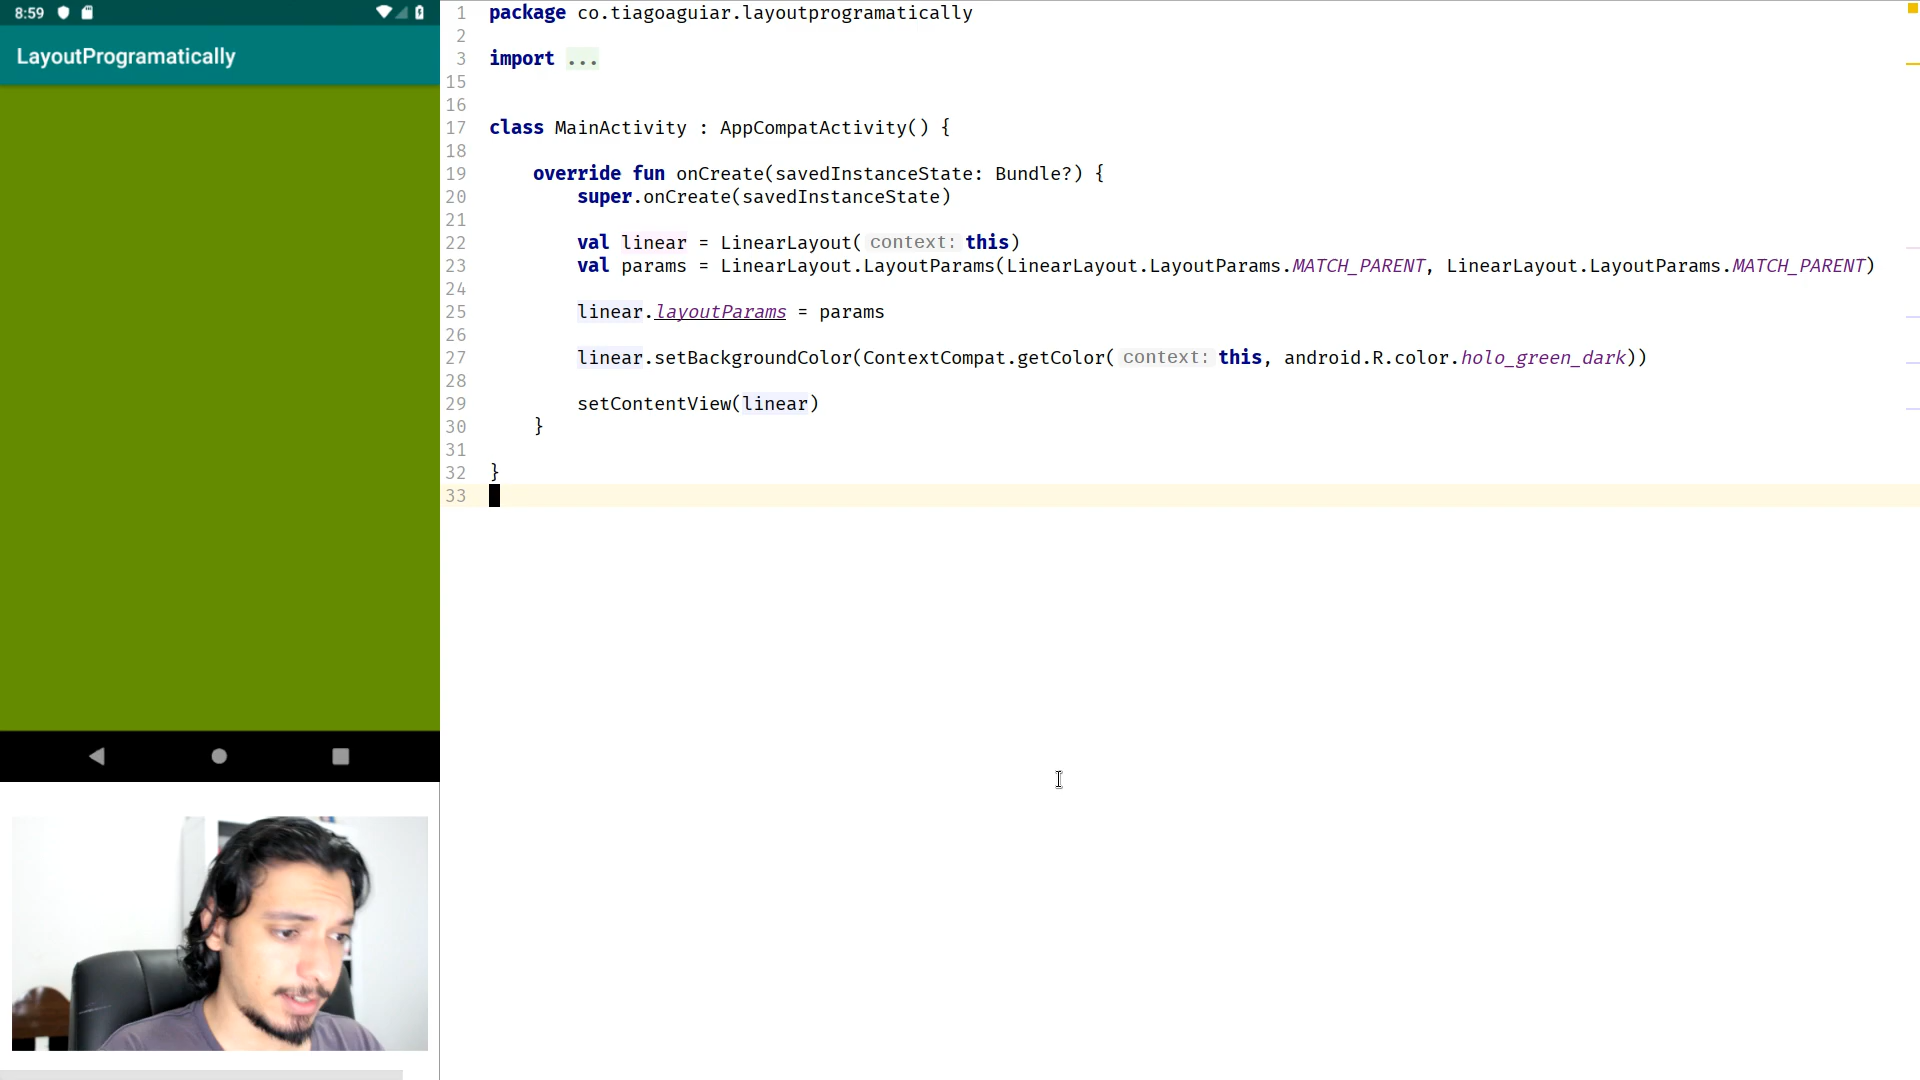 8:59
LayoutProgramatically
1 package co.tiagoaguiar.layoutprogramatically
2
3 import ...
15
16
17 class MainActivity : AppCompatActivity() {
18
19 override fun onCreate(savedInstanceState: Bundle?) {
20 super.onCreate(savedInstanceState)
21
22 val linear = LinearLayout( context: this)
23 val params = LinearLayout.LayoutParams(LinearLayout.LayoutParams.MATCH_PARENT, LinearLayout.LayoutParams.MATCH_PARENT)
24
25 linear.layoutParams = params
26
27 linear.setBackgroundColor(ContextCompat.getColor( context: this, android.R.color.holo_green_dark))
28
29 setContentView(linear)
30 }
31
32 }
33